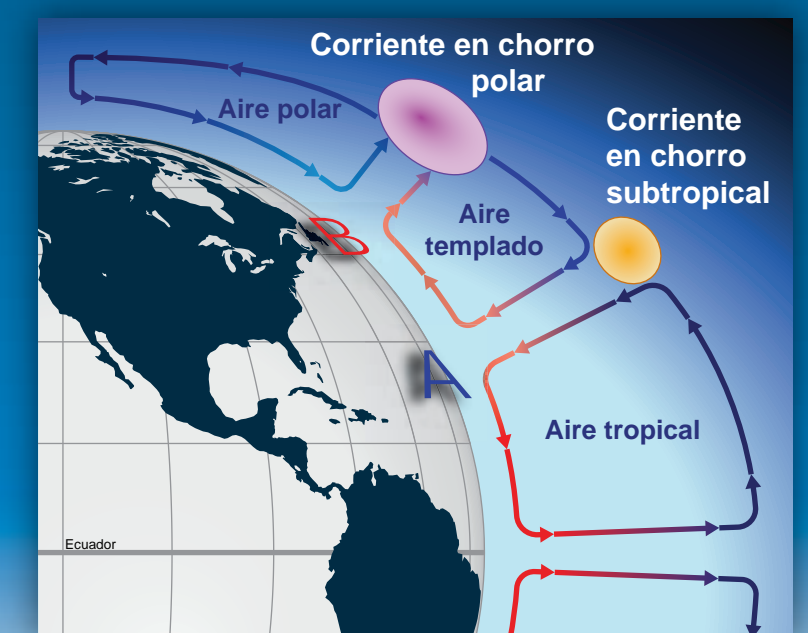 Corriente en chorro
polar
Aire polar
Corriente
en chorro
subtropical
Aire
templado
B
A
Aire tropical
Ecuador